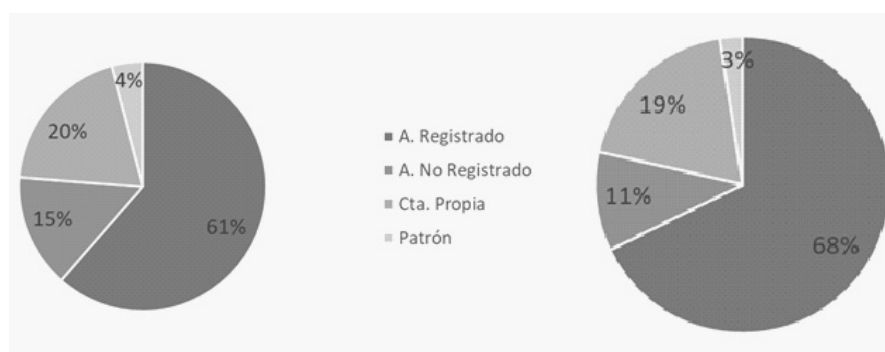 4%
20%
15%
61%
A. Registrado
A. No Registrado
Cta. Propia
Patrón
3%
19%
11%
68%